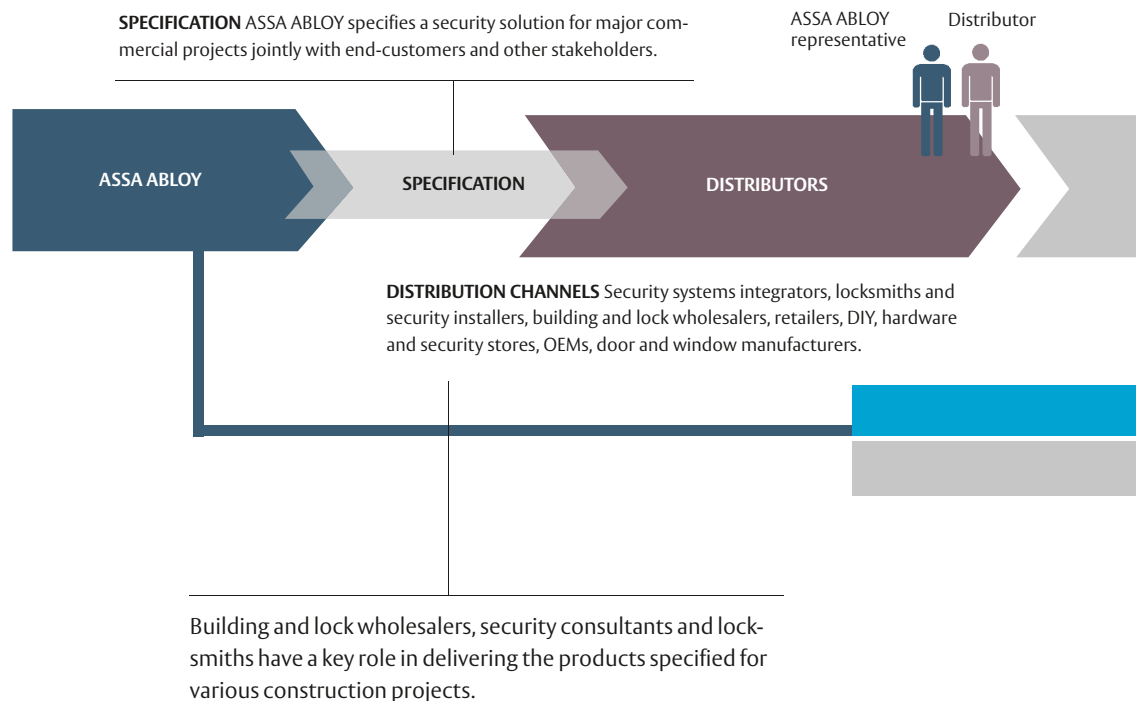 SPECIFICATION ASSA ABLOY specifies a security solution for major com-
mercial projects jointly with end-customers and other stakeholders.
ASSA ABLOY
representative
Distributor
ASSA ABLOY
SPECIFICATION
DISTRIBUTORS
DISTRIBUTION CHANNELS Security systems integrators, locksmiths and
security installers, building and lock wholesalers, retailers, DIY, hardware
and security stores, OEMs, door and window manufacturers.
Building and lock wholesalers, security consultants and lock-
smiths have a key role in delivering the products specified for
various construction projects.